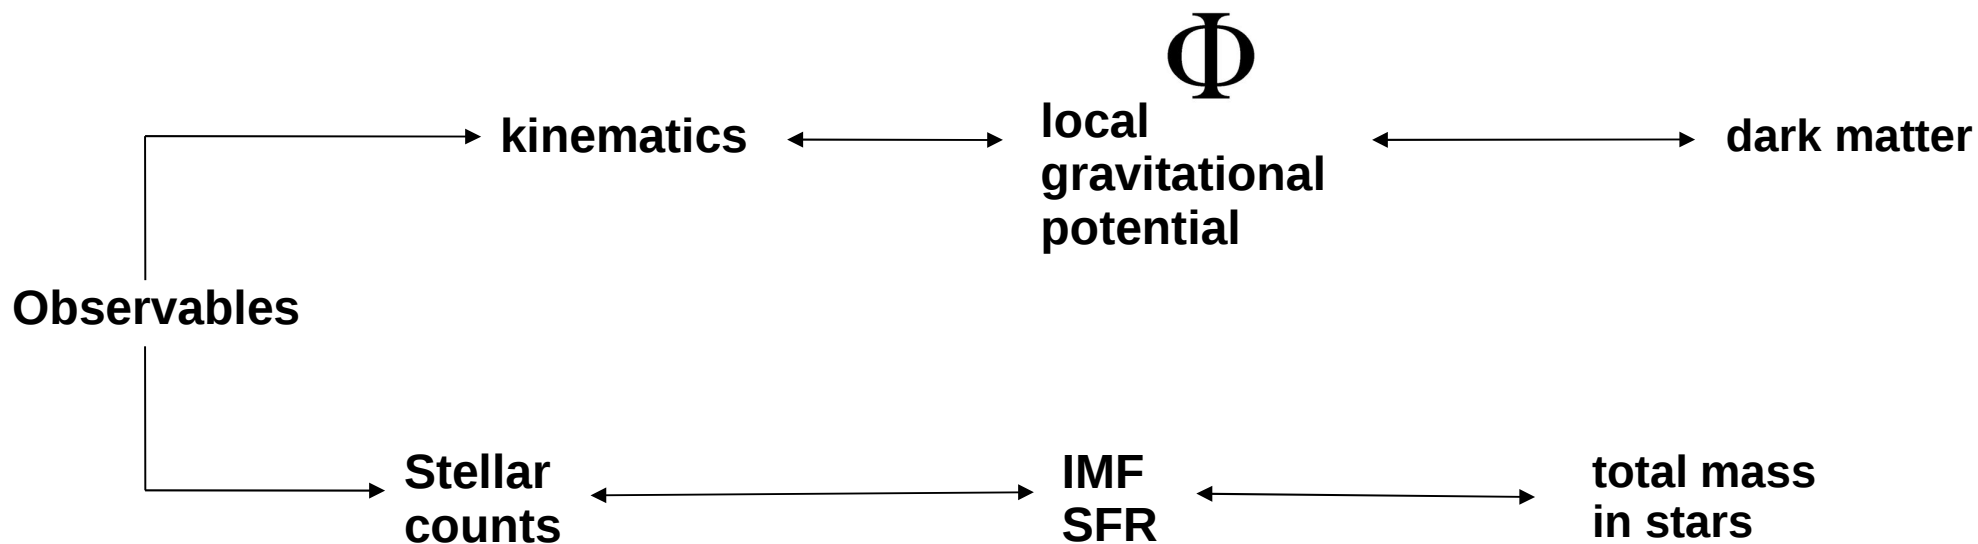 Φ
kinematics
local
gravitational
potential
dark matter
Observables
Stellar
counts
IMF
SFR
total mass
in stars